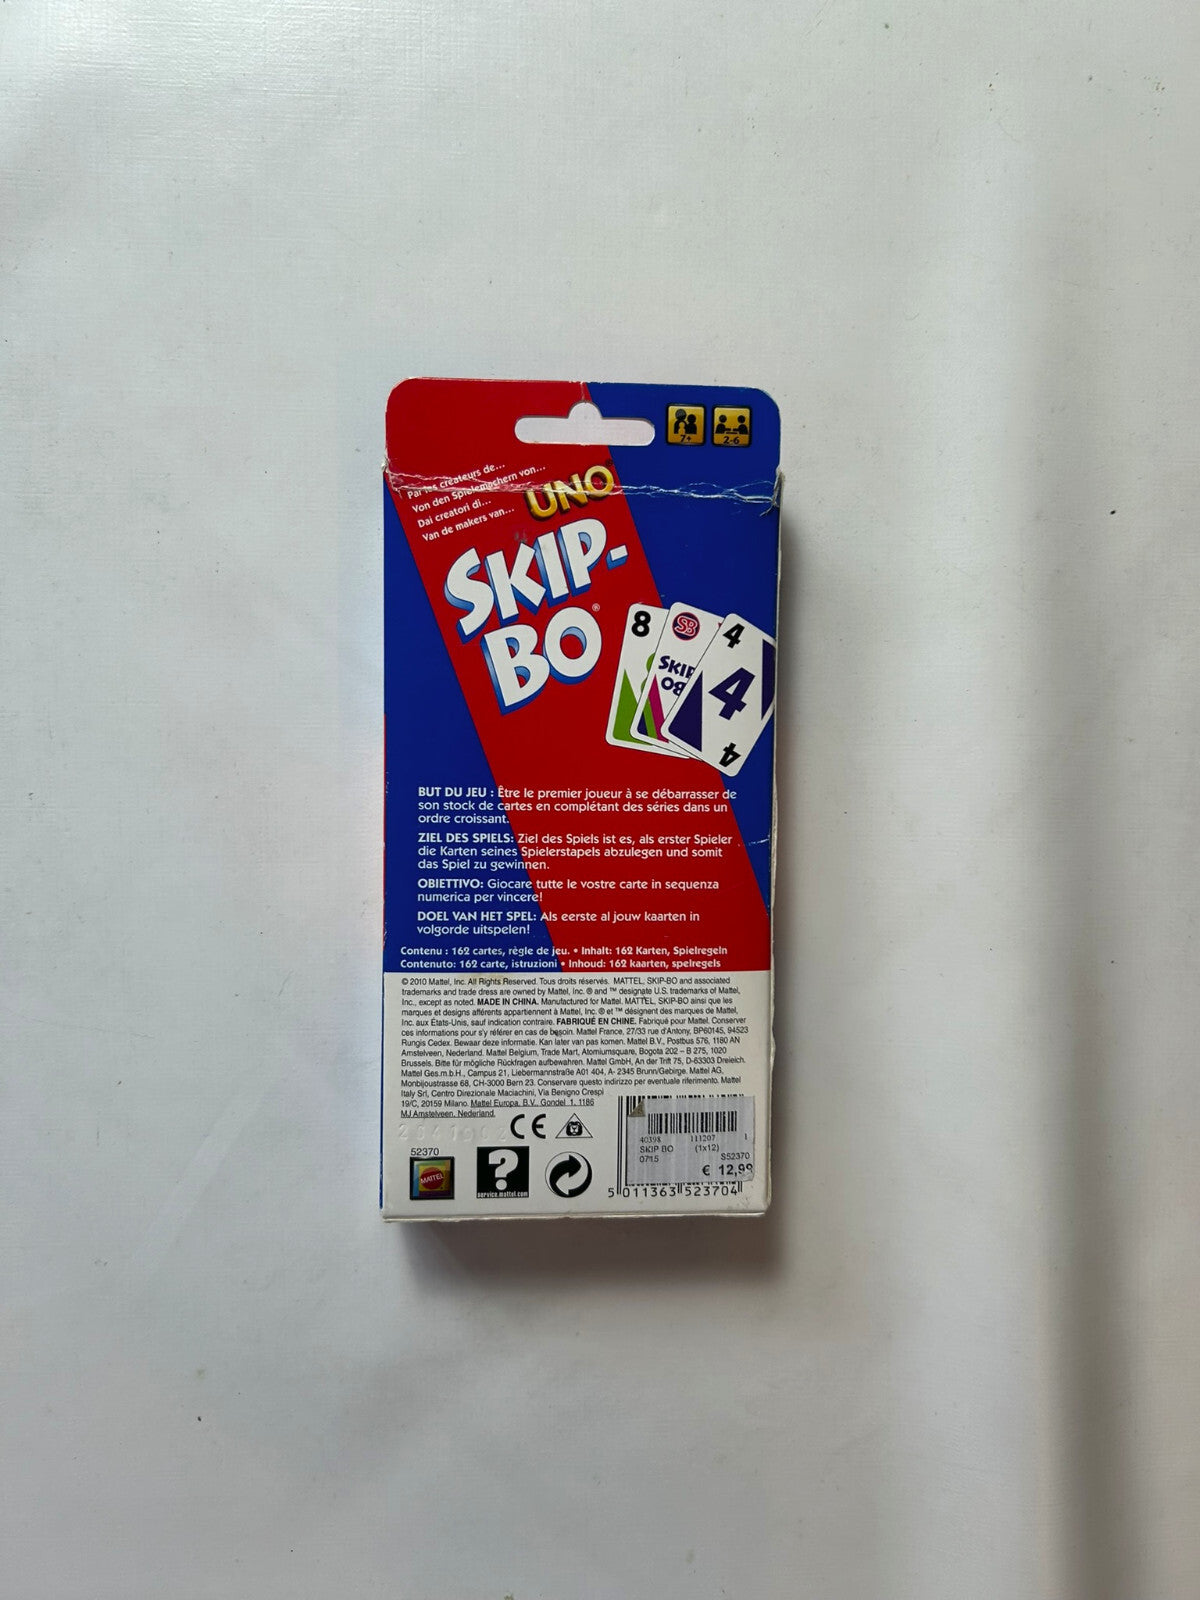 7+
2-6
Par les créateurs de...
Von den Spielemachern von...
Dai creatori di...
Van de makers van...
UNO®
SKIP-
BO®
8
SB
SKIP
BO
4
4
4
BUT DU JEU : Être le premier joueur à se débarrasser de
son stock de cartes en complétant des séries dans un
ordre croissant.
ZIEL DES SPIELS: Ziel des Spiels ist es, als erster Spieler
die Karten seines Spielerstapels abzulegen und somit
das Spiel zu gewinnen.
OBIETTIVO: Giocare tutte le vostre carte in sequenza
numerica per vincere!
DOEL VAN HET SPEL: Als eerste al jouw kaarten in
volgorde uitspelen!
Contenu : 162 cartes, règle de jeu. • Inhalt: 162 Karten, Spielregeln
Contenuto: 162 carte, istruzioni • Inhoud: 162 kaarten, spelregels
© 2010 Mattel, Inc. All Rights Reserved. Tous droits réservés. MATTEL, SKIP-BO and associated
trademarks and trade dress are owned by Mattel, Inc. ® and ™ designate U.S. trademarks of Mattel,
Inc., except as noted. MADE IN CHINA. Manufactured for Mattel. MATTEL, SKIP-BO ainsi que les
marques et designs afférents appartiennent à Mattel, Inc. ® et ™ désignent des marques de Mattel,
Inc. aux États-Unis, sauf indication contraire. FABRIQUÉ EN CHINE. Fabriqué pour Mattel. Conserver
ces informations pour s'y référer en cas de besoin. Mattel France, 27/33 rue d'Antony, BP60145, 94523
Rungis Cedex. Bewaar deze informatie. Kan later van pas komen. Mattel B.V., Postbus 576, 1180 AN
Amstelveen, Nederland. Mattel Belgium, Trade Mart, Atomiumsquare, Bogota 202 – B 275, 1020
Brussels. Bitte für mögliche Rückfragen aufbewahren. Mattel GmbH, An der Trift 75, D-63303 Dreieich.
Mattel Ges.m.b.H., Campus 21, Liebermannstraße A01 404, A- 2345 Brunn/Gebirge. Mattel AG,
Monbijoustrasse 68, CH-3000 Bern 23. Conservare questo indirizzo per eventuale riferimento. Mattel
Italy Srl, Centro Direzionale Maciachini, Via Benigno Crespi
19/C, 20159 Milano. Mattel Europa, B.V., Gondel 1, 1186
MJ Amstelveen, Nederland.
CE
52370
MATTEL
?
service.mattel.com
40398 111207 1
SKIP BO (1x12)
0715 S52370
€ 12,99
5 011363 523704